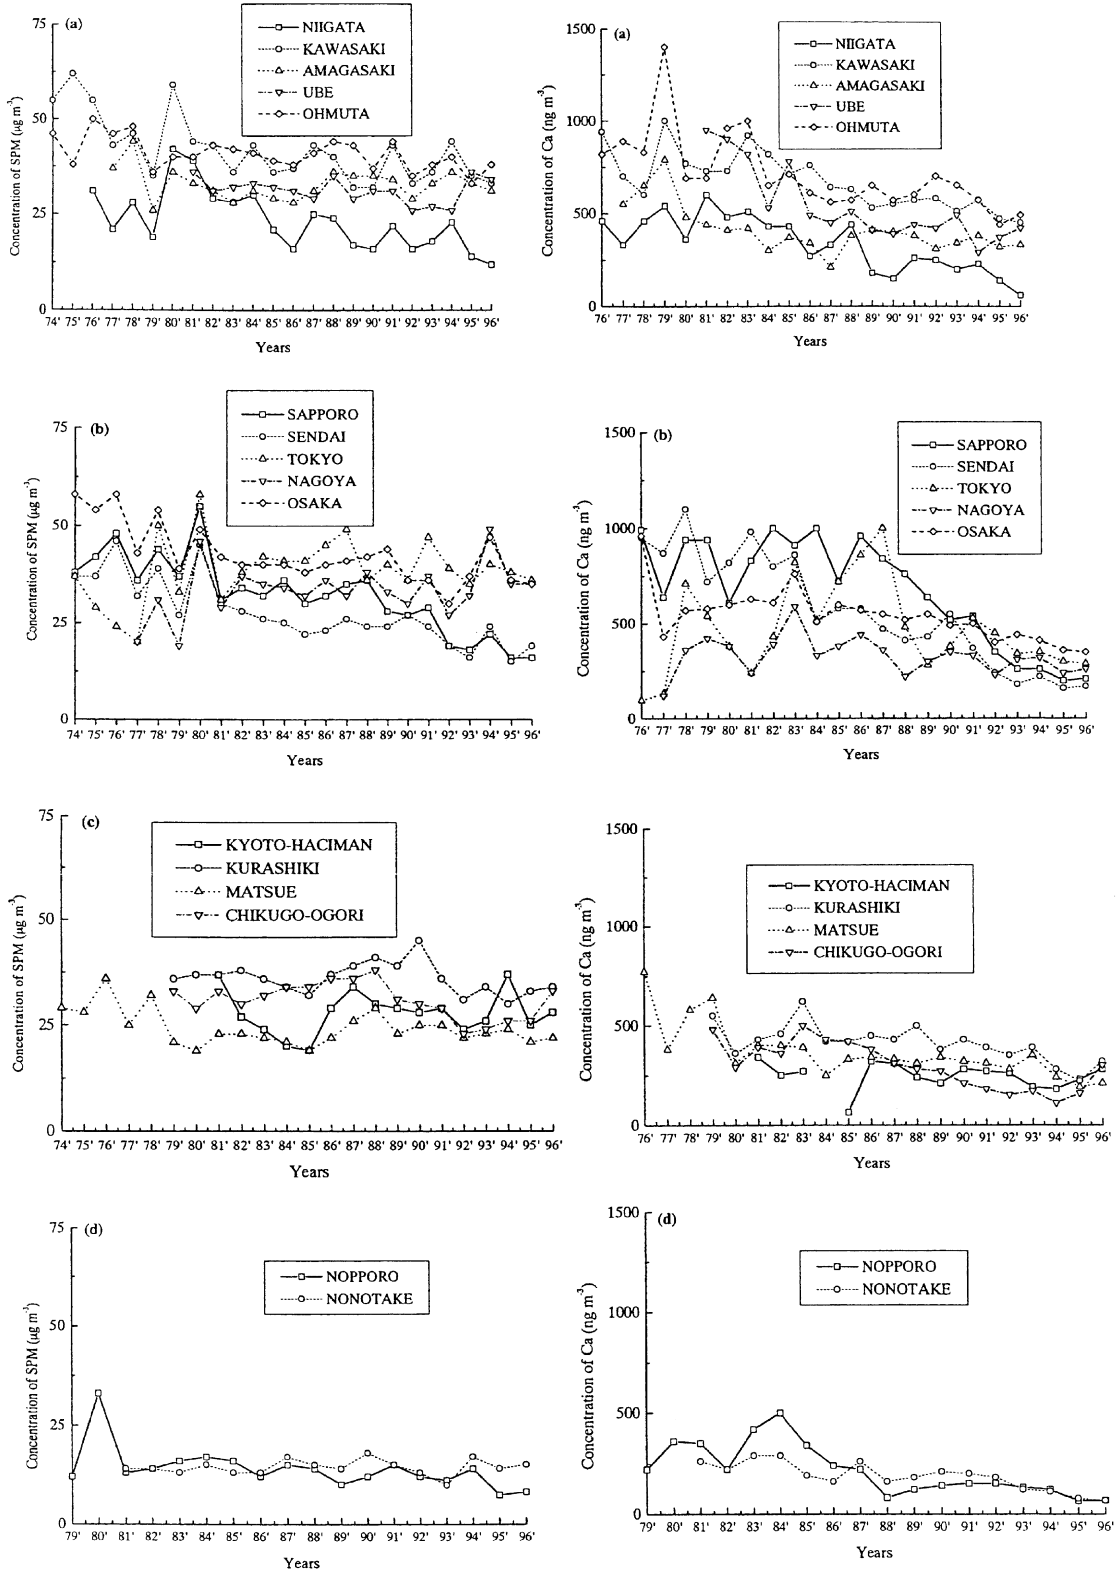 (a)
NIIGATA
KAWASAKI
AMAGASAKI
UBE
OHMUTA
75
50
25
0
Concentration of SPM (μg m-3)
74' 75' 76' 77' 78' 79' 80' 81' 82' 83' 84' 85' 86' 87' 88' 89' 90' 91' 92' 93' 94' 95' 96'
Years
(a)
NIIGATA
KAWASAKI
AMAGASAKI
UBE
OHMUTA
1500
1000
500
0
Concentration of Ca (ng m-3)
76' 77' 78' 79' 80' 81' 82' 83' 84' 85' 86' 87' 88' 89' 90' 91' 92' 93' 94' 95' 96'
Years
(b)
SAPPORO
SENDAI
TOKYO
NAGOYA
OSAKA
75
50
25
0
Concentration of SPM (μg m-3)
74' 75' 76' 77' 78' 79' 80' 81' 82' 83' 84' 85' 86' 87' 88' 89' 90' 91' 92' 93' 94' 95' 96'
Years
(b)
SAPPORO
SENDAI
TOKYO
NAGOYA
OSAKA
1500
1000
500
0
Concentration of Ca (ng m-3)
76' 77' 78' 79' 80' 81' 82' 83' 84' 85' 86' 87' 88' 89' 90' 91' 92' 93' 94' 95' 96'
Years
(c)
KYOTO-HACIMAN
KURASHIKI
MATSUE
CHIKUGO-OGORI
75
50
25
0
Concentration of SPM (μg m-3)
74' 75' 76' 77' 78' 79' 80' 81' 82' 83' 84' 85' 86' 87' 88' 89' 90' 91' 92' 93' 94' 95' 96'
Years
KYOTO-HACIMAN
KURASHIKI
MATSUE
CHIKUGO-OGORI
1500
1000
500
0
Concentration of Ca (ng m-3)
76' 77' 78' 79' 80' 81' 82' 83' 84' 85' 86' 87' 88' 89' 90' 91' 92' 93' 94' 95' 96'
Years
(d)
NOPPORO
NONOTAKE
75
50
25
0
Concentration of SPM (μg m-3)
79' 80' 81' 82' 83' 84' 85' 86' 87' 88' 89' 90' 91' 92' 93' 94' 95' 96'
Years
(d)
NOPPORO
NONOTAKE
1500
1000
500
0
Concentration of Ca (ng m-3)
79' 80' 81' 82' 83' 84' 85' 86' 87' 88' 89' 90' 91' 92' 93' 94' 95' 96'
Years